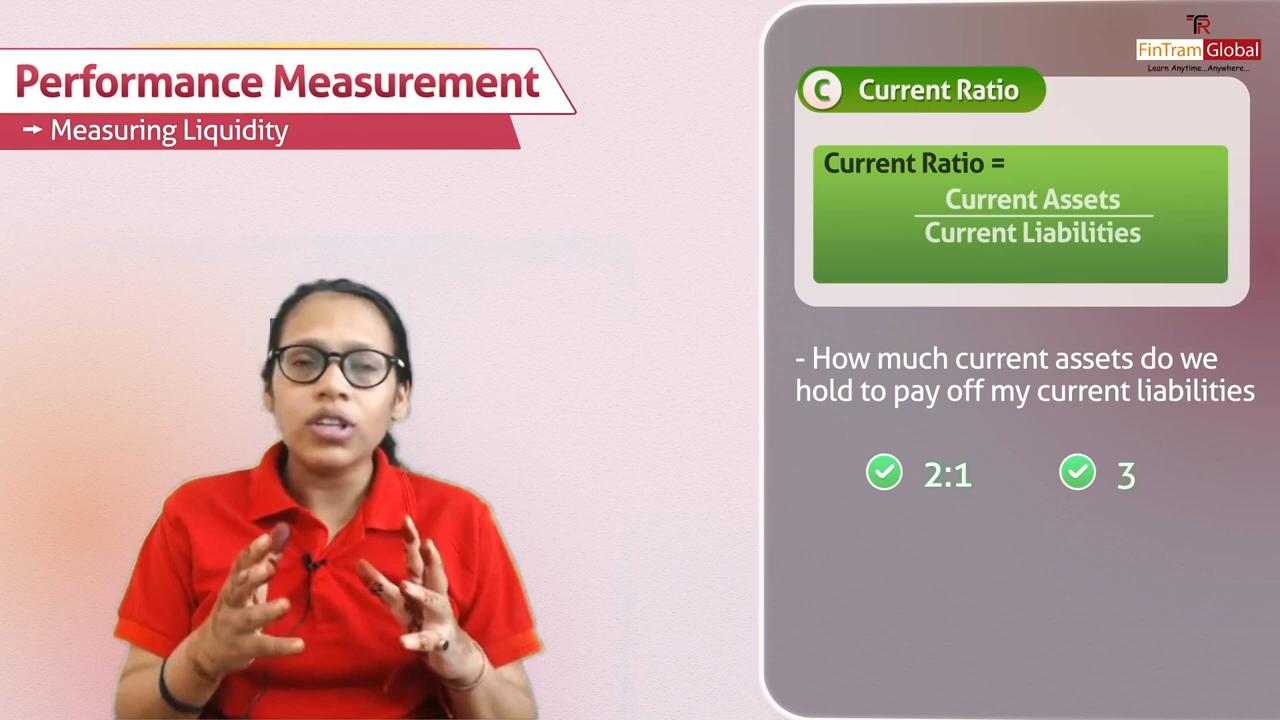 Performance Measurement
→ Measuring Liquidity
TR
FinTram Global
Learn Anytime...Anywhere...
C Current Ratio
Current Ratio =
Current Assets
Current Liabilities
- How much current assets do we
hold to pay off my current liabilities
2:1 3